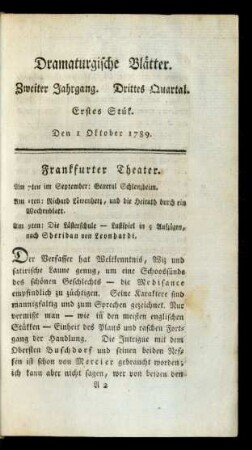 Dramaturgische Blätter.
Zweiter Jahrgang. Drittes Quartal.
Erstes Stük.
Den 1 Oktober 1789.
Frankfurter Theater.
Am 7ten im September: General Schlenzheim.
Am 8ten: Richard Löwenherz, und die Heirath durch ein
Wochenblatt.
Am 9ten: Die Lästerschule — Lustspiel in 5 Aufzügen,
nach Sheridan von Leonhardi.
Der Verfasser hat Weltkenntnis, Wiz und
satirische Laune genug, um eine Schoossünde
des schönen Geschlechts — die Medisance
empfindlich zu züchtigen. Seine Karaktere sind
mannigfaltig und zum Sprechen gezeichnet. Nur
vermißt man — wie in den meisten englischen
Stükken — Einheit des Plans und raschen Fort-
gang der Handlung. Die Intrigue mit dem
Obersten Buschdorf und seinen beiden Nef-
fen ist schon von Mercier gebraucht worden;
ich kann aber nicht sagen, wer von beiden den
A 2